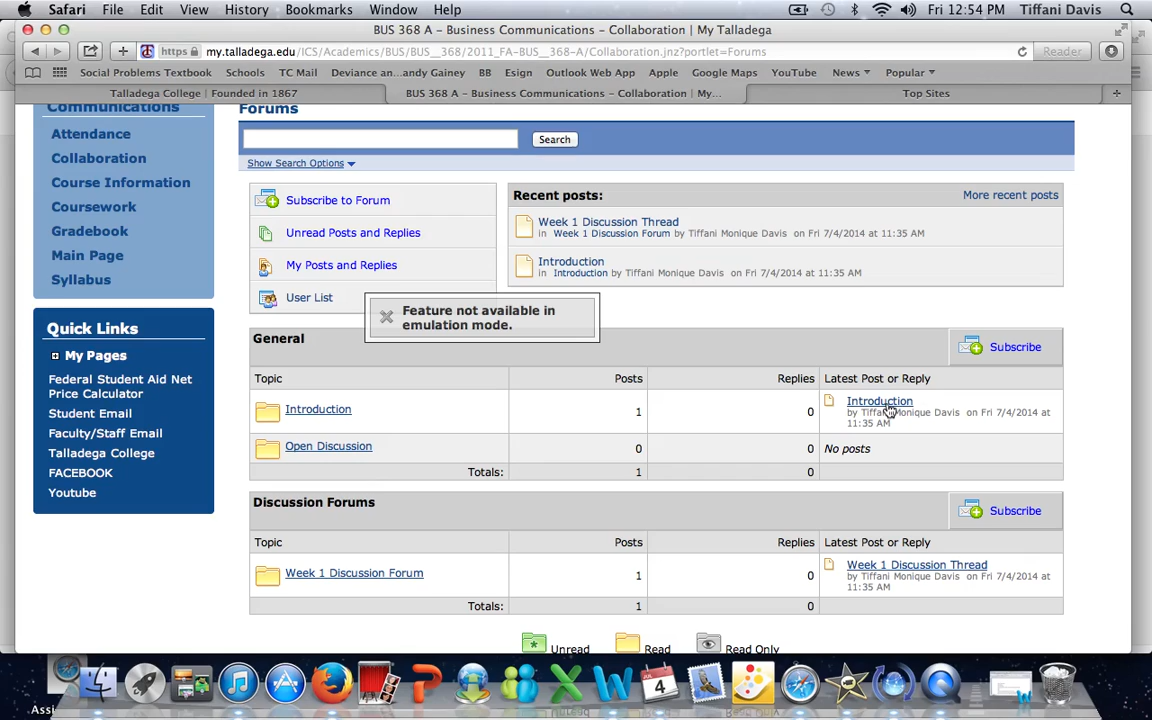 Safari File Edit View History Bookmarks Window Help Fri 12:54 PM Tiffani Davis
BUS 368 A – Business Communications – Collaboration | My Talladega
https my.talladega.edu/ICS/Academics/BUS/BUS__368/2011_FA-BUS__368-A/Collaboration.jnz?portlet=Forums Reader
Social Problems Textbook Schools TC Mail Deviance an...andy Gainey BB Esign Outlook Web App Apple Google Maps YouTube News Popular
Talladega College | Founded in 1867 BUS 368 A – Business Communications – Collaboration | My... Top Sites
Communications
Attendance
Collaboration
Course Information
Coursework
Gradebook
Main Page
Syllabus
Quick Links
My Pages
Federal Student Aid Net
Price Calculator
Student Email
Faculty/Staff Email
Talladega College
FACEBOOK
Youtube
Forums
Search
Show Search Options
Subscribe to Forum
Unread Posts and Replies
My Posts and Replies
User List
Recent posts: More recent posts
Week 1 Discussion Thread
in Week 1 Discussion Forum by Tiffani Monique Davis on Fri 7/4/2014 at 11:35 AM
Introduction
in Introduction by Tiffani Monique Davis on Fri 7/4/2014 at 11:35 AM
Feature not available in
emulation mode.
General Subscribe
Topic Posts Replies Latest Post or Reply
Introduction 1 0 Introduction
by Tiffani Monique Davis on Fri 7/4/2014 at
11:35 AM
Open Discussion 0 0 No posts
Totals: 1 0
Discussion Forums Subscribe
Topic Posts Replies Latest Post or Reply
Week 1 Discussion Forum 1 0 Week 1 Discussion Thread
by Tiffani Monique Davis on Fri 7/4/2014 at
11:35 AM
Totals: 1 0
Unread Read Read Only
JUL
4
Assi